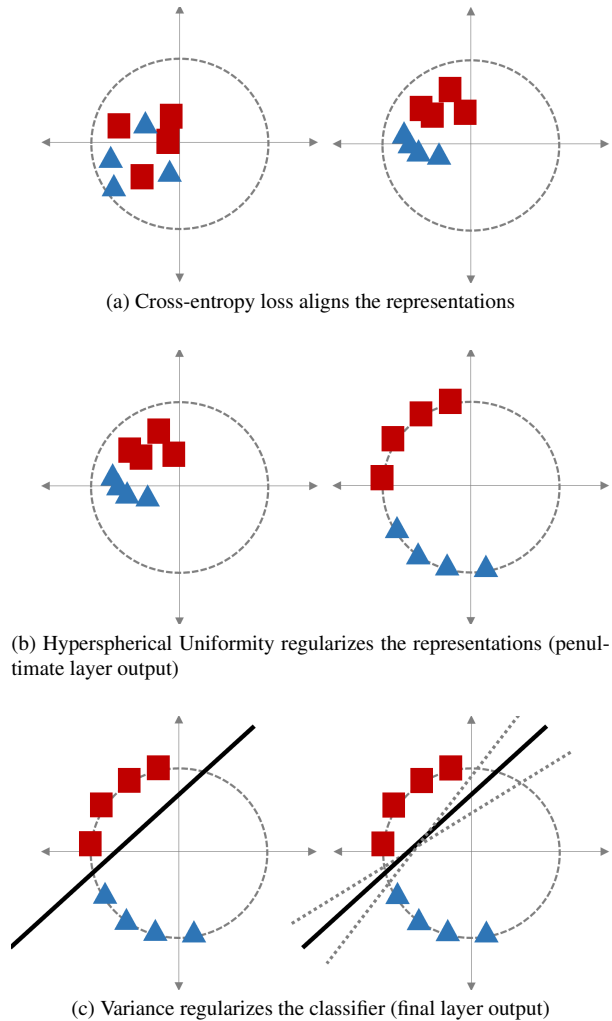 (a) Cross-entropy loss aligns the representations
(b) Hyperspherical Uniformity regularizes the representations (penul-
timate layer output)
(c) Variance regularizes the classifier (final layer output)